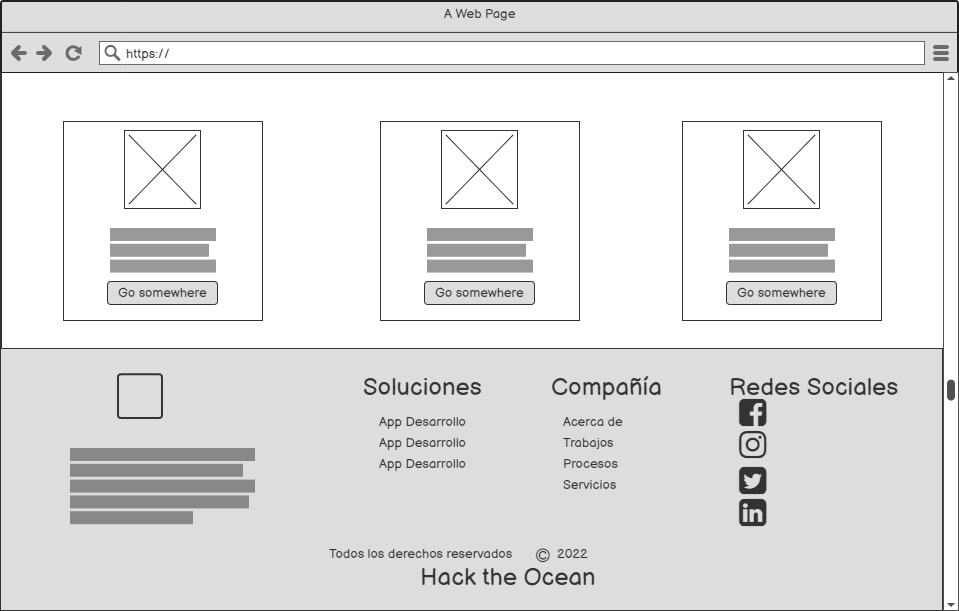 A Web Page
https://
Go somewhere
Go somewhere
Go somewhere
Soluciones
App Desarrollo
App Desarrollo
App Desarrollo
Compañía
Acerca de
Trabajos
Procesos
Servicios
Redes Sociales
Todos los derechos reservados © 2022
Hack the Ocean